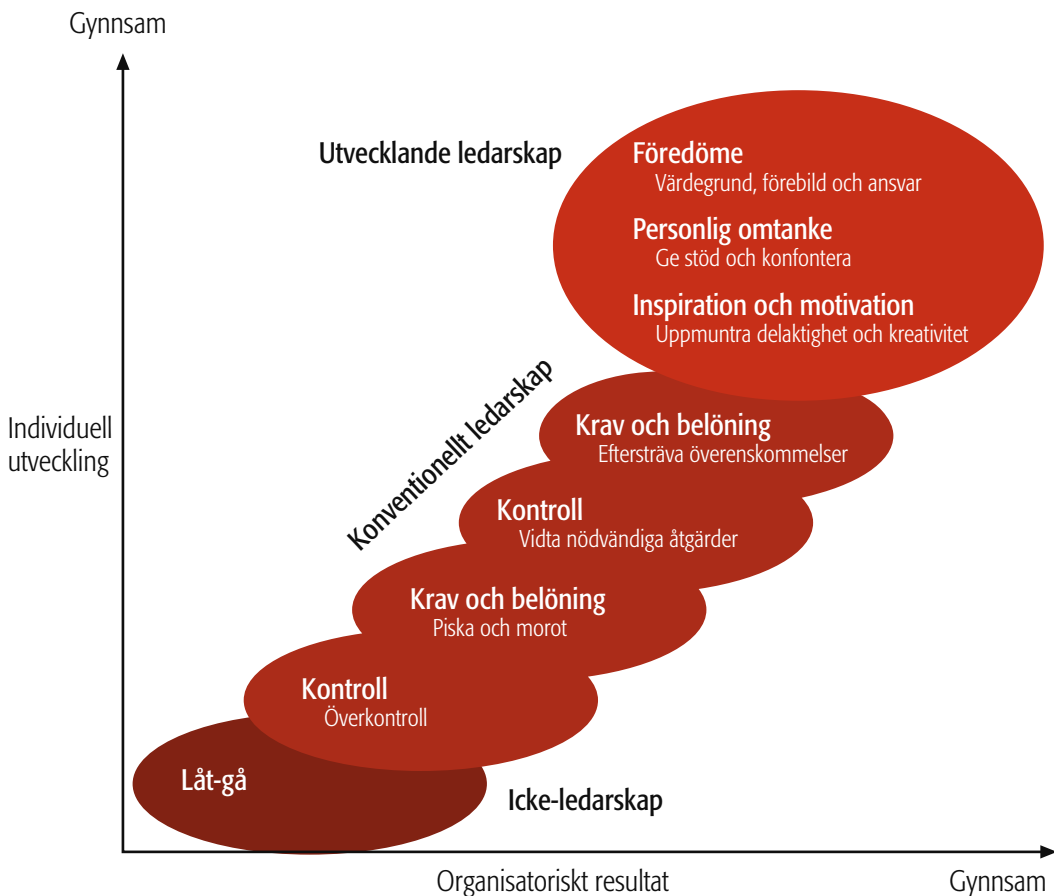 Gynnsam
Utvecklande ledarskap
Föredöme
Värdegrund, förebild och ansvar
Personlig omtanke
Ge stöd och konfontera
Inspiration och motivation
Uppmuntra delaktighet och kreativitet
Konventionellt ledarskap
Krav och belöning
Eftersträva överenskommelser
Individuell
utveckling
Kontroll
Vidta nödvändiga åtgärder
Krav och belöning
Piska och morot
Kontroll
Överkontroll
Låt-gå
Icke-ledarskap
Organisatoriskt resultat
Gynnsam